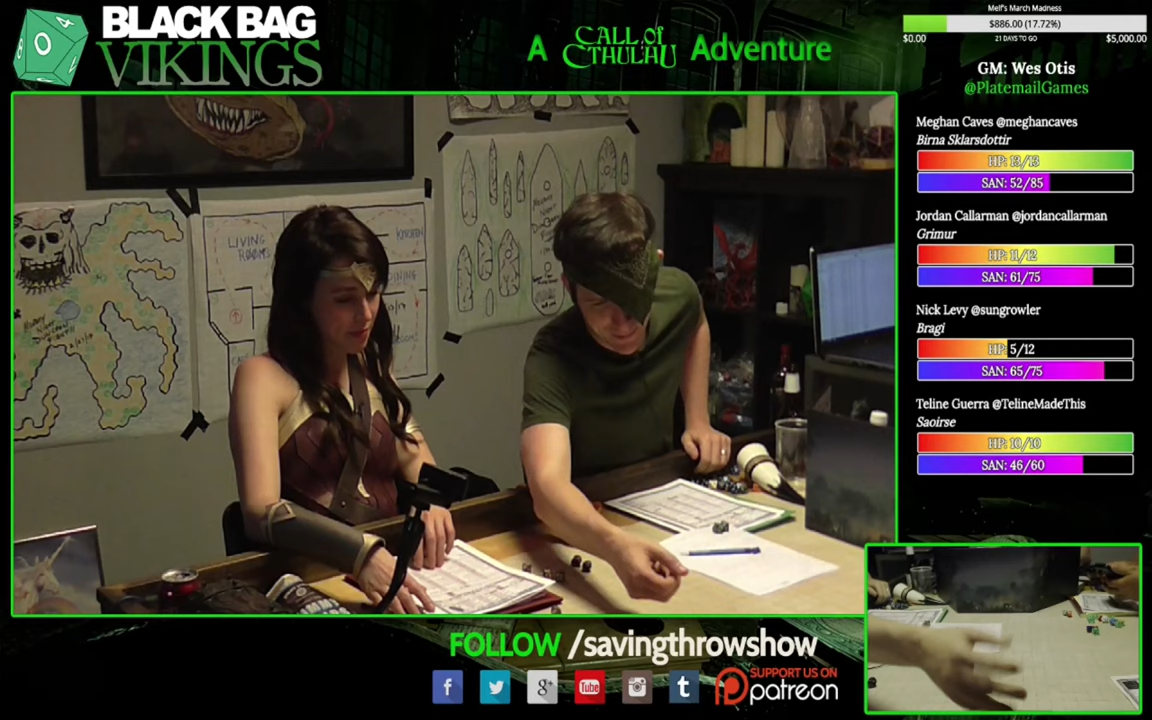 BLACK BAG
VIKINGS
A CALL of CTHULHU Adventure
Melf's March Madness
$886.00 (17.72%)
$0.00 21 DAYS TO GO $5,000.00
GM: Wes Otis
@PlatemailGames
Meghan Caves @meghancaves
Birna Sklarsdottir
HP: 13/13
SAN: 52/85
Jordan Callarman @jordancallarman
Grimur
HP: 11/12
SAN: 61/75
Nick Levy @sungrowler
Bragi
HP: 5/12
SAN: 65/75
Teline Guerra @TelineMadeThis
Saoirse
HP: 10/10
SAN: 46/60
LIVING
ROOMS
KITCHEN
DINING
FOLLOW /savingthrowshow
f
g+
You
Tube
t
SUPPORT US ON
patreon